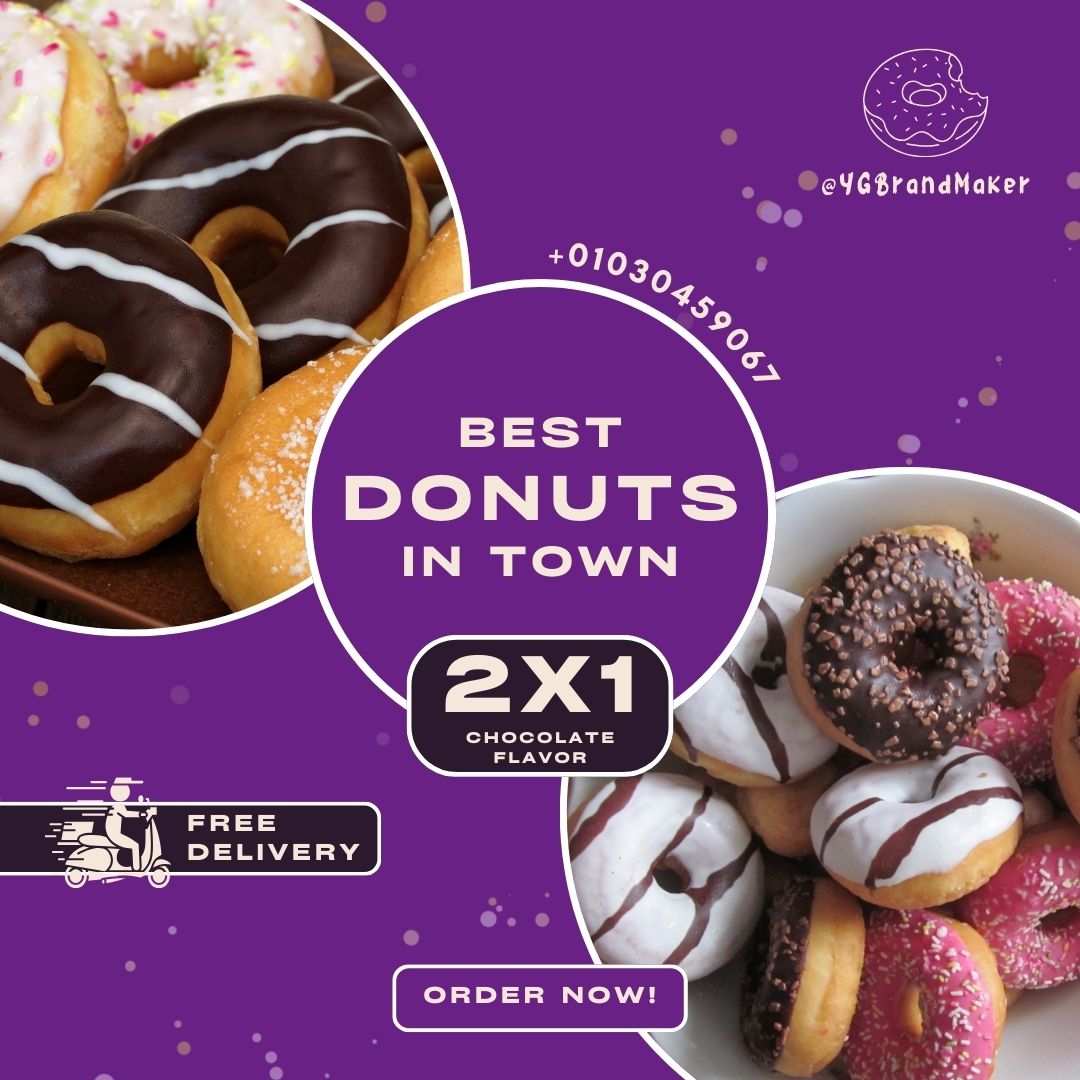 @YGBrandMaker
+01030459067
BEST
DONUTS
IN TOWN
2X1
CHOCOLATE
FLAVOR
FREE
DELIVERY
ORDER NOW!